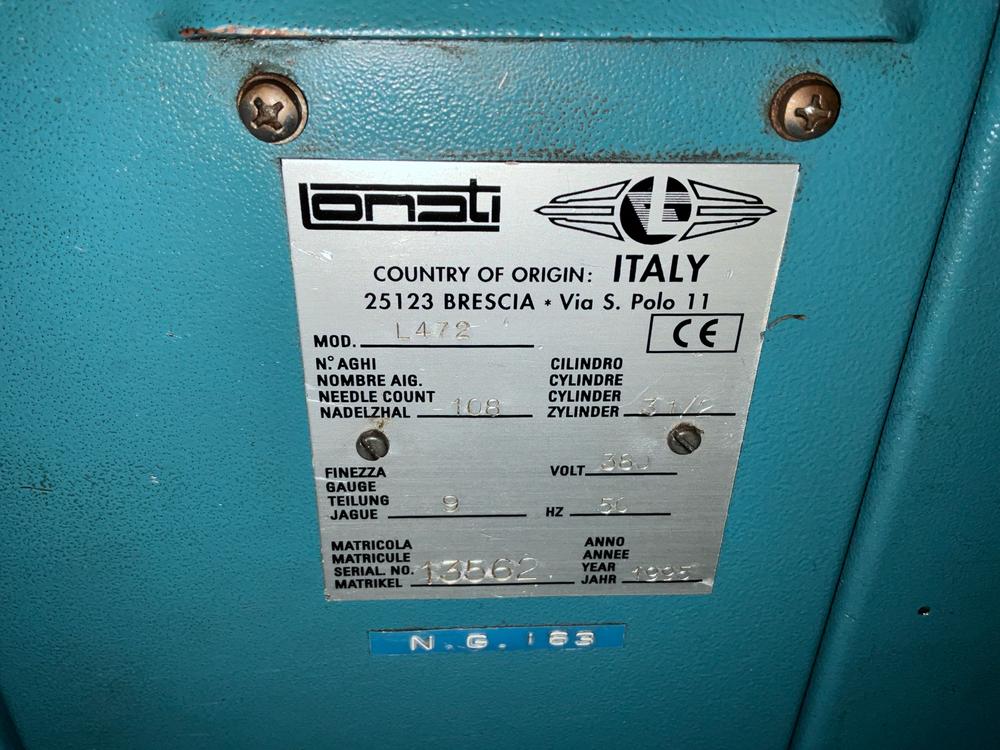 Lonati
L
COUNTRY OF ORIGIN: ITALY
25123 BRESCIA * Via S. Polo 11
CE
MOD. L472
N° AGHI
NOMBRE AIG.
NEEDLE COUNT
NADELZHAL 108
CILINDRO
CYLINDRE
CYLINDER
ZYLINDER 3 1/2
FINEZZA
GAUGE
TEILUNG
JAGUE 9
VOLT 380
HZ 50
MATRICOLA
MATRICULE
SERIAL. NO.
MATRIKEL 13562
ANNO
ANNEE
YEAR
JAHR 1995
N.G. 163